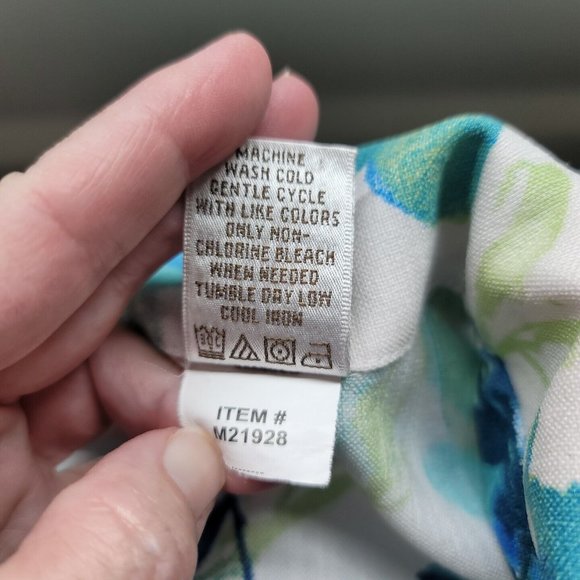 MACHINE
WASH COLD
GENTLE CYCLE
WITH LIKE COLORS
ONLY NON-
CHLORINE BLEACH
WHEN NEEDED
TUMBLE DAY LOW
COOL IRON
ITEM #
M21928